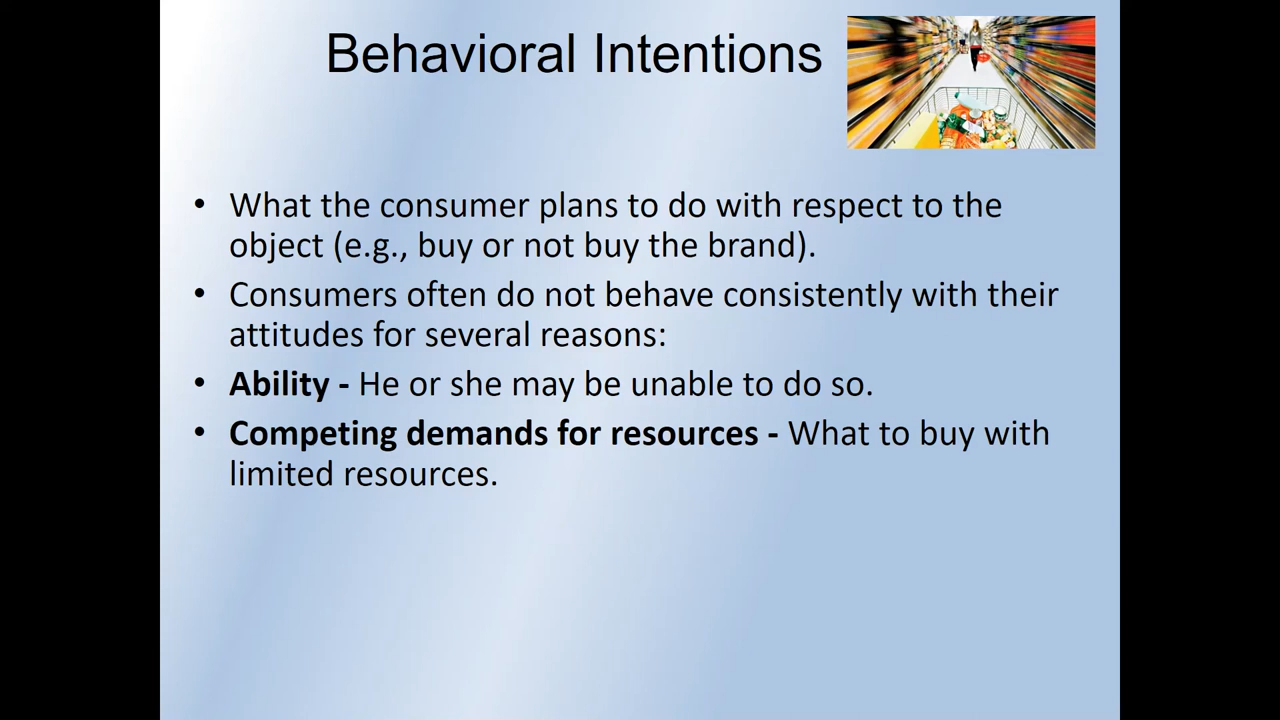 Behavioral Intentions
• What the consumer plans to do with respect to the
object (e.g., buy or not buy the brand).
• Consumers often do not behave consistently with their
attitudes for several reasons:
• Ability - He or she may be unable to do so.
• Competing demands for resources - What to buy with
limited resources.